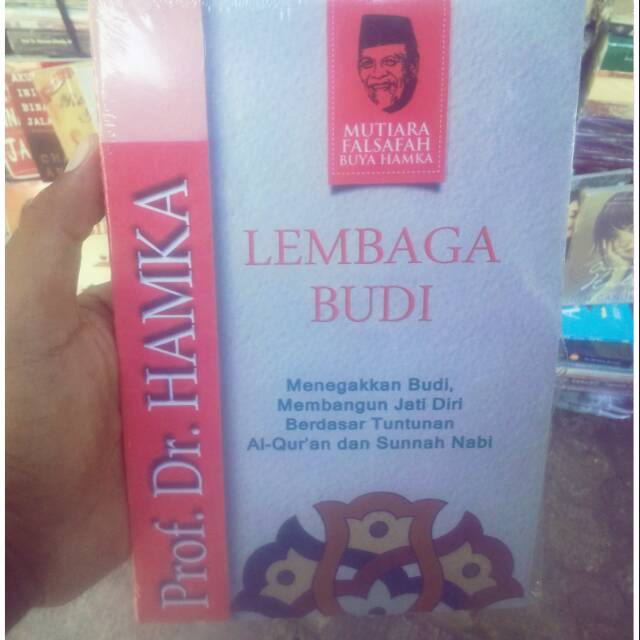 MUTIARA
FALSAFAH
BUYA HAMKA
LEMBAGA
BUDI
Menegakkan Budi,
Membangun Jati Diri
Berdasar Tuntunan
Al-Qur'an dan Sunnah Nabi
Prof. Dr. HAMKA